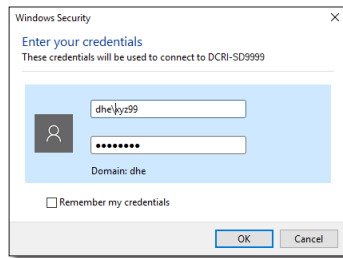 Windows Security
Enter your credentials
These credentials will be used to connect to DCRI-SD9999
dhe\xyz99
●●●●●●●●
Domain: dhe
Remember my credentials
OK
Cancel